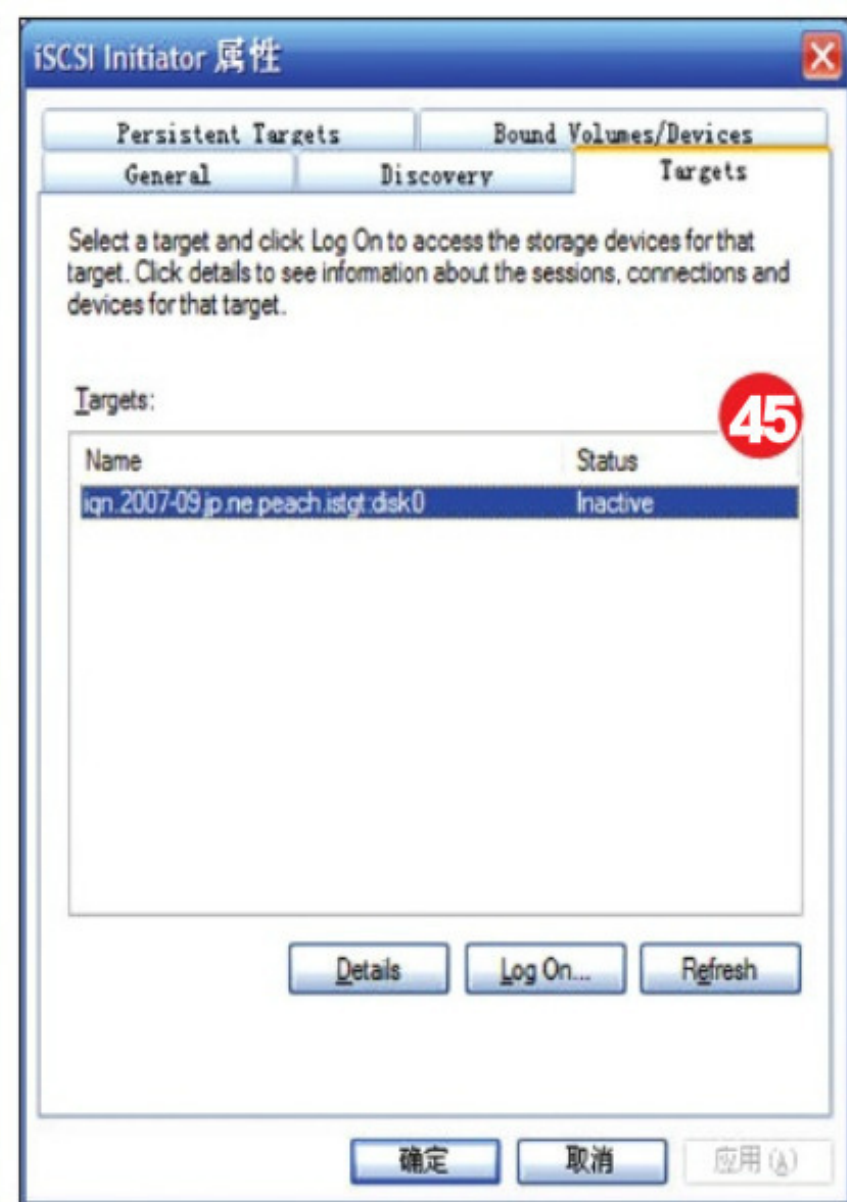 iSCSI Initiator 属性
Persistent Targets
Bound Volumes/Devices
General
Discovery
Targets
Select a target and click Log On to access the storage devices for that
target. Click details to see information about the sessions, connections and
devices for that target.
Targets:
45
Name
Status
iqn.2007-09.jp.ne.peach.istgt:disk0
Inactive
Details
Log On...
Refresh
确定
取消
应用(A)